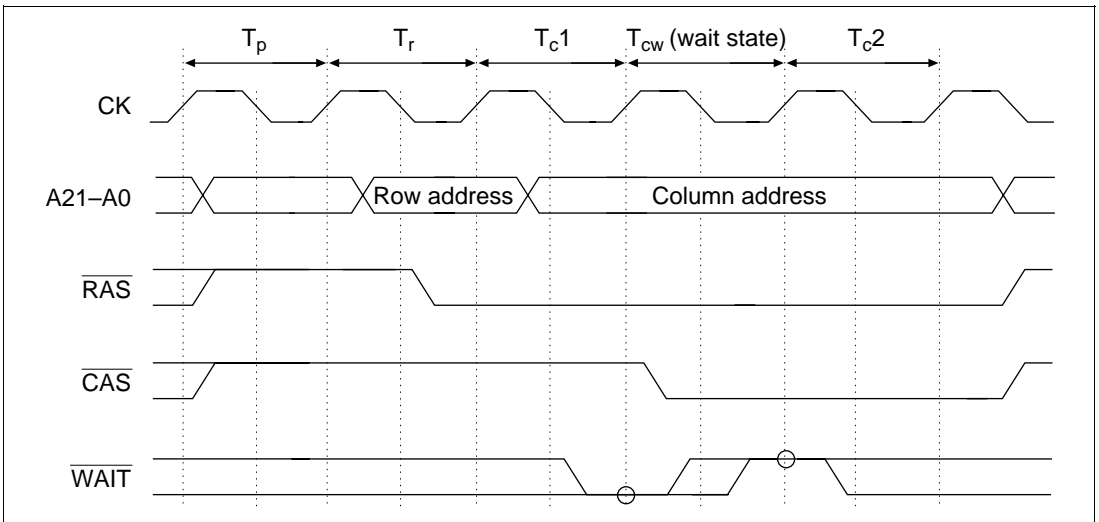 Tp Tr Tc1 Tcw (wait state) Tc2
CK
A21–A0 Row address Column address
RAS
CAS
WAIT